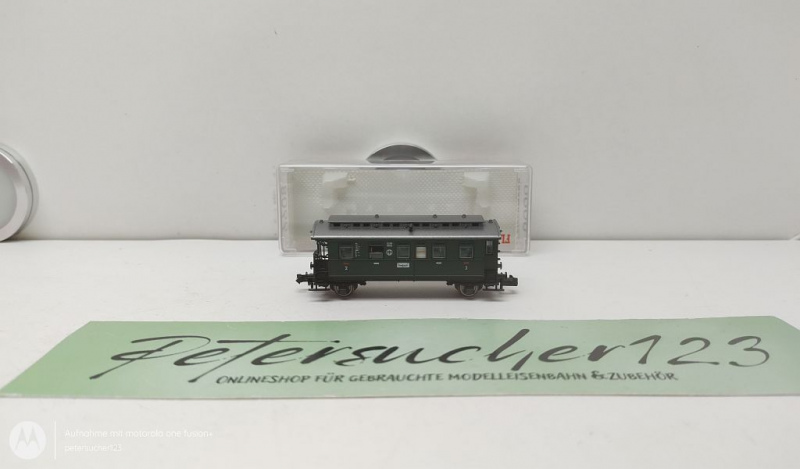 Petersucher123
ONLINESHOP FÜR GEBRAUCHTE MODELLEISENBAHN & ZUBEHÖR
Aufnahme mit motorola one fusion+
petersucher123